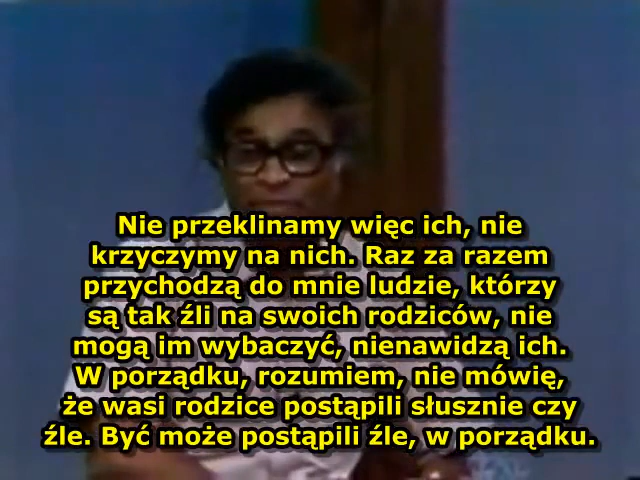 Nie przeklinamy więc ich, nie
krzyczymy na nich. Raz za razem
przychodzą do mnie ludzie, którzy
są tak źli na swoich rodziców, nie
mogą im wybaczyć, nienawidzą ich.
W porządku, rozumiem, nie mówię,
że wasi rodzice postąpili słusznie czy
źle. Być może postąpili źle, w porządku.